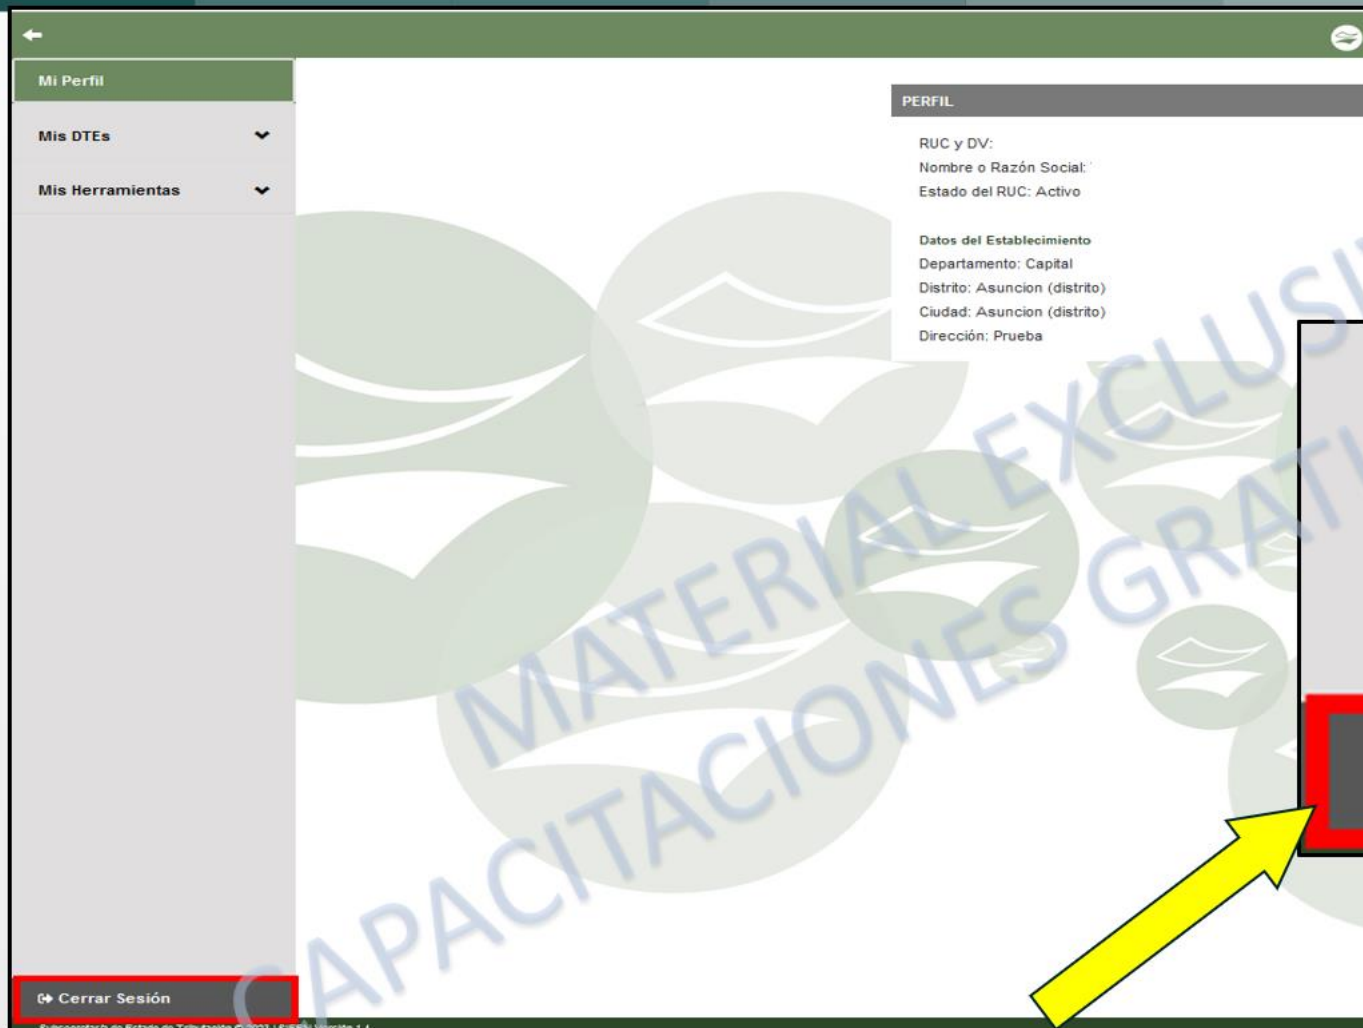 Mi Perfil
Mis DTEs
Mis Herramientas
PERFIL
RUC y DV:
Nombre o Razón Social:
Estado del RUC: Activo
Datos del Establecimiento
Departamento: Capital
Distrito: Asuncion (distrito)
Ciudad: Asuncion (distrito)
Dirección: Prueba
MATERIAL EXCLUSI
CAPACITACIONES GRATI
Cerrar Sesión